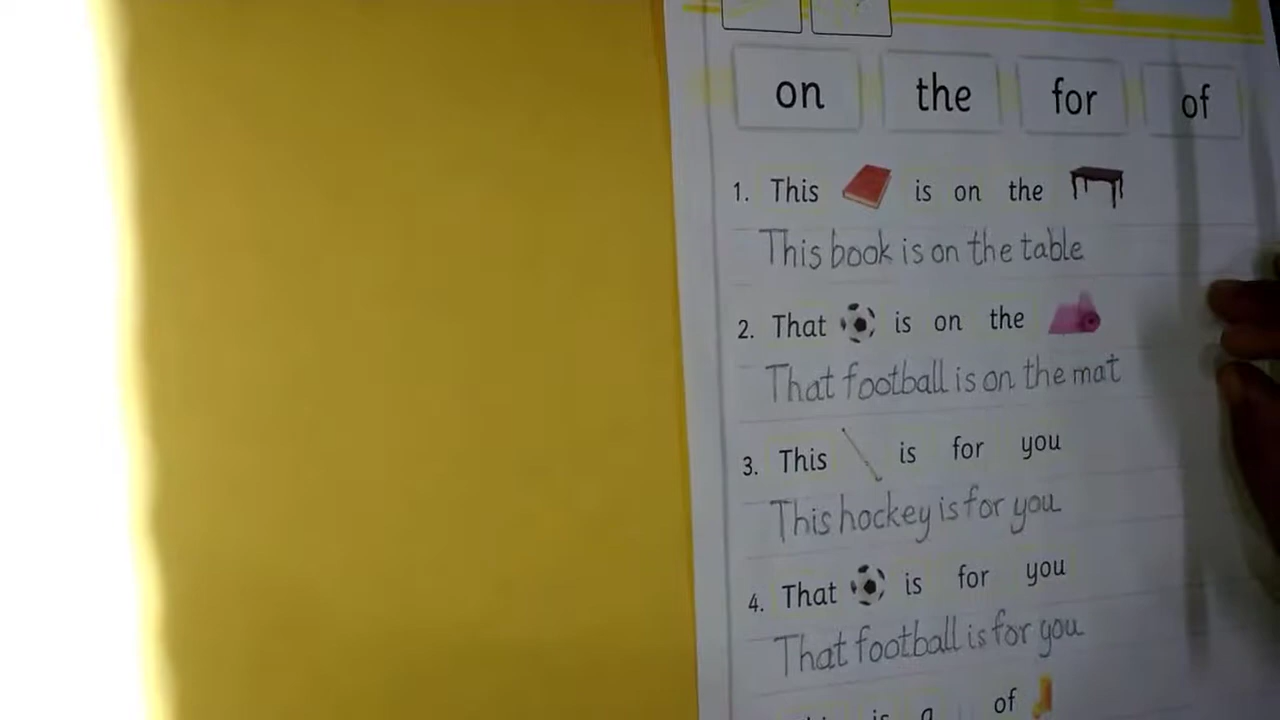 on the for of
1. This is on the
This book is on the table
2. That is on the
That football is on the mat
3. This is for you
This hockey is for you
4. That is for you
That football is for you
is a of